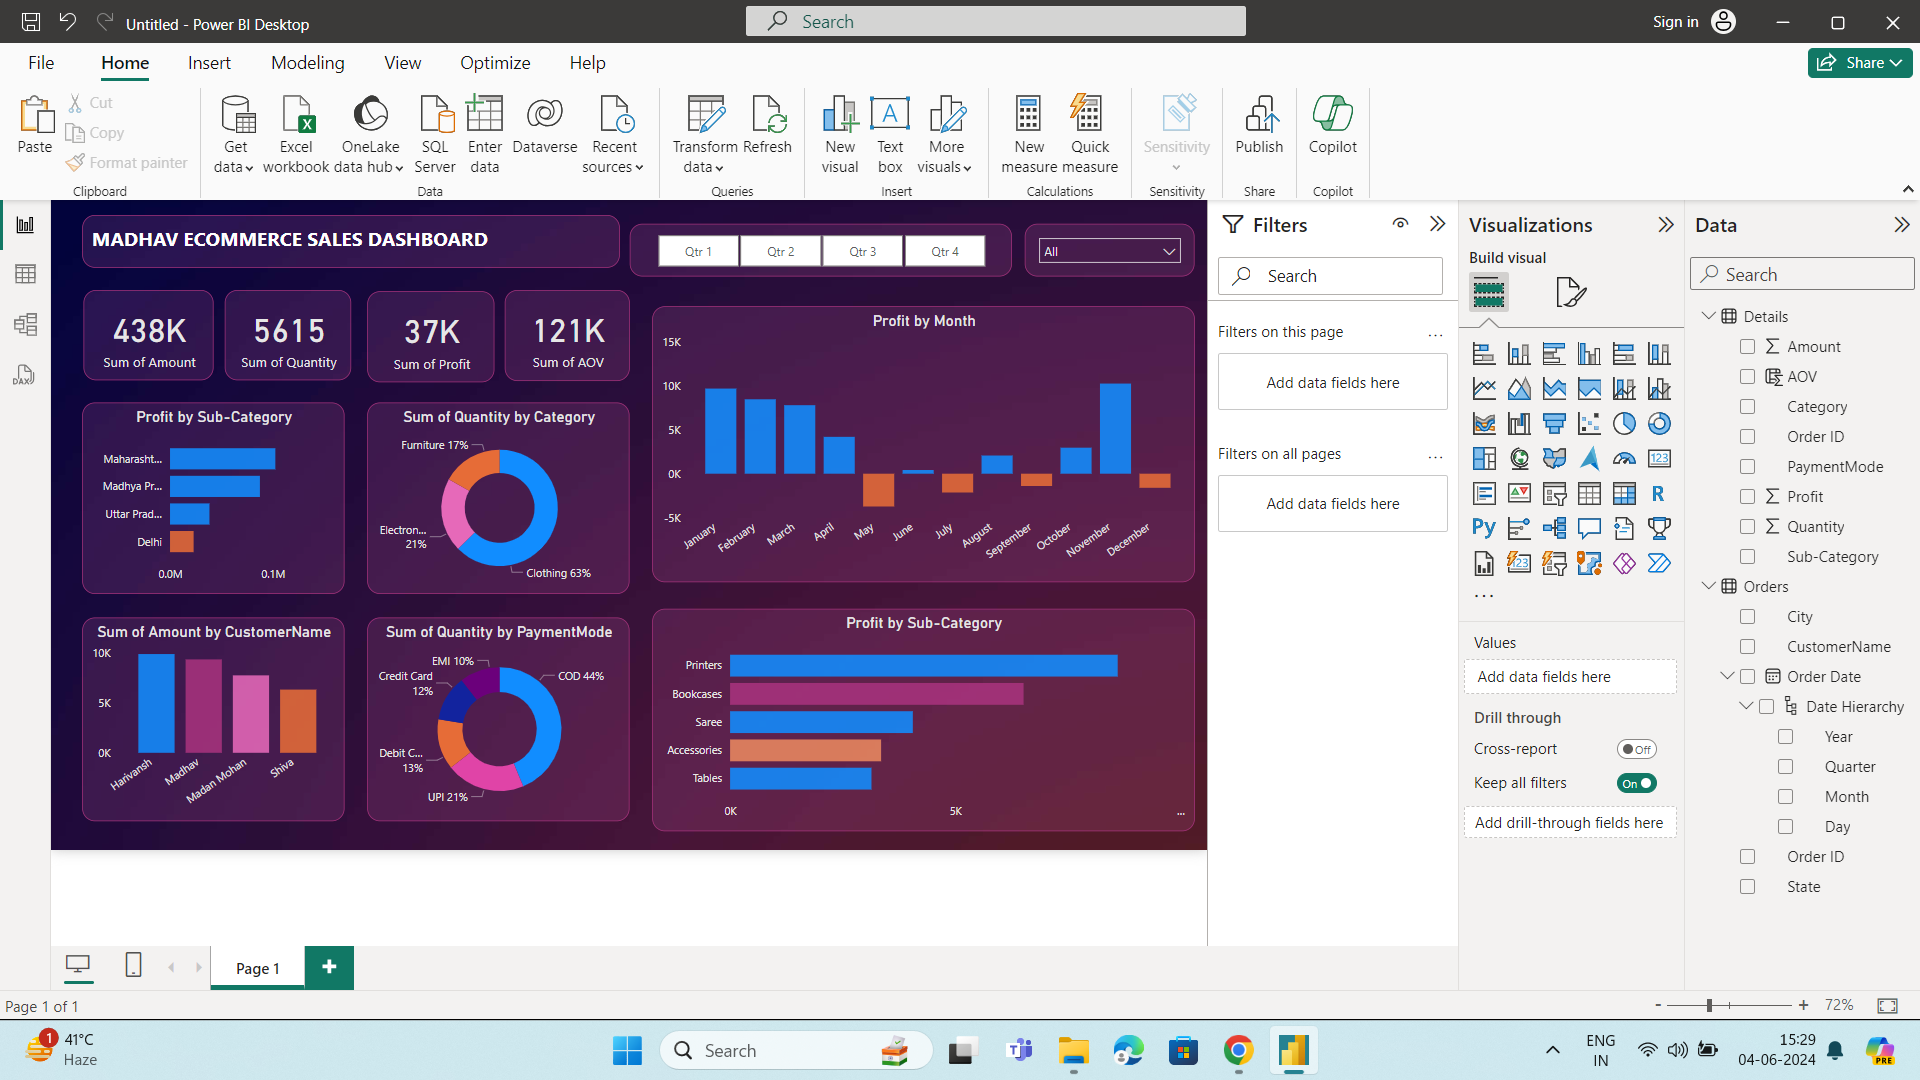 Untitled - Power BI Desktop
Search
Sign in
File Home Insert Modeling View Optimize Help
Share
Paste
Cut
Copy
Format painter
Clipboard
Get data
Excel workbook
OneLake data hub
SQL Server
Enter data
Dataverse
Recent sources
Data
Transform data
Refresh
Queries
New visual
Text box
More visuals
Insert
New measure
Quick measure
Calculations
Sensitivity
Sensitivity
Publish
Share
Copilot
Copilot
DAX
MADHAV ECOMMERCE SALES DASHBOARD
Qtr 1 Qtr 2 Qtr 3 Qtr 4
All
438K
Sum of Amount
5615
Sum of Quantity
37K
Sum of Profit
121K
Sum of AOV
Profit by Month
15K
10K
5K
0K
-5K
January February March April May June July August September October November December
Profit by Sub-Category
Maharasht...
Madhya Pr...
Uttar Prad...
Delhi
0.0M 0.1M
Sum of Quantity by Category
Furniture 17%
Electron...
21%
Clothing 63%
Sum of Amount by CustomerName
10K
5K
0K
Harivansh Madhav Madan Mohan Shiva
Sum of Quantity by PaymentMode
EMI 10%
Credit Card
12%
COD 44%
Debit C...
13%
UPI 21%
Profit by Sub-Category
Printers
Bookcases
Saree
Accessories
Tables
0K 5K ...
Filters
Search
Filters on this page ...
Add data fields here
Filters on all pages ...
Add data fields here
Visualizations
Build visual
123
R
Py
123
...
Values
Add data fields here
Drill through
Cross-report Off
Keep all filters On
Add drill-through fields here
Data
Search
Details
Amount
AOV
Category
Order ID
PaymentMode
Profit
Quantity
Sub-Category
Orders
City
CustomerName
Order Date
Date Hierarchy
Year
Quarter
Month
Day
Order ID
State
Page 1
+
Page 1 of 1
- + 72%
1
41°C
Haze
Search
ENG
IN
15:29
04-06-2024
PRE